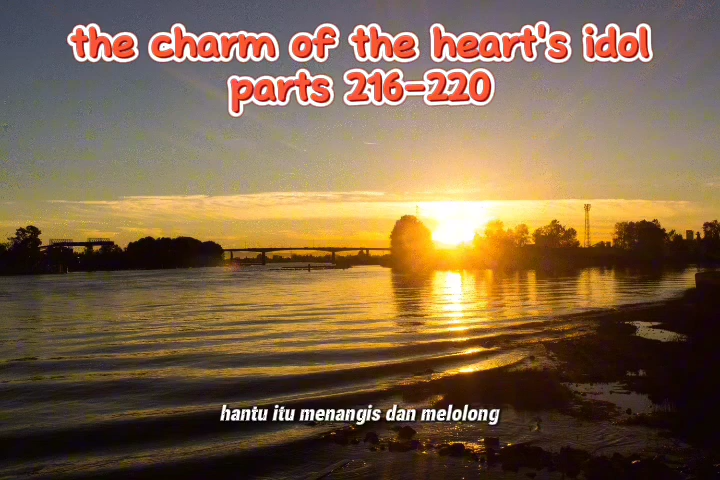 the charm of the heart's idol
parts 216-220
hantu itu menangis dan melolong